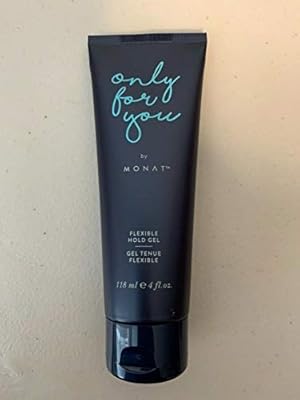 only
for
you
by
MONAT™
FLEXIBLE
HOLD GEL
GEL TENUE
FLEXIBLE
118 ml ℮ 4 fl.oz.